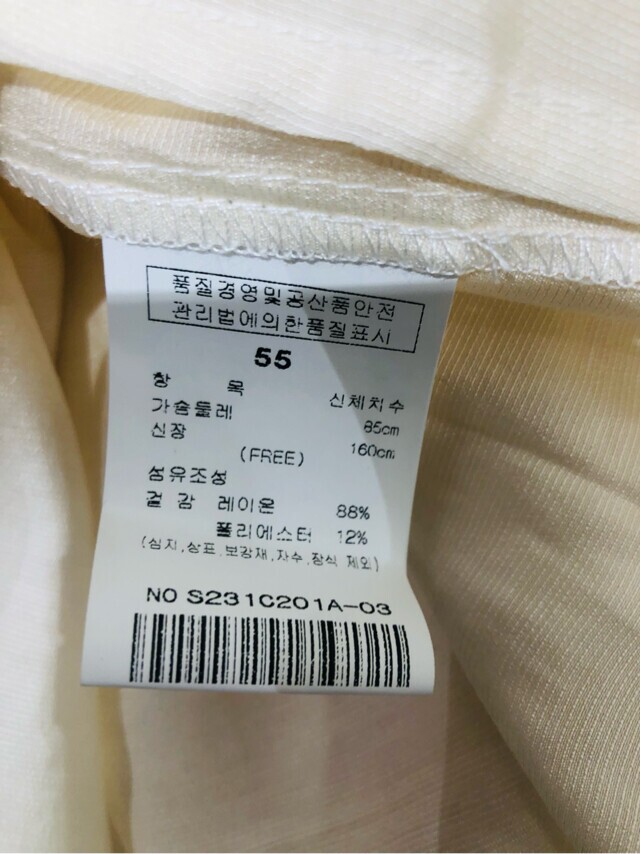 품질경영및공산품안전
관리법에의한품질표시
55
항 목 신체치수
가슴둘레 85cm
신장 160cm
(FREE)
섬유조성
겉 감 레이온 88%
폴리에스터 12%
(심지,상표,보강재,자수,장식 제외)
NO S231C201A-03